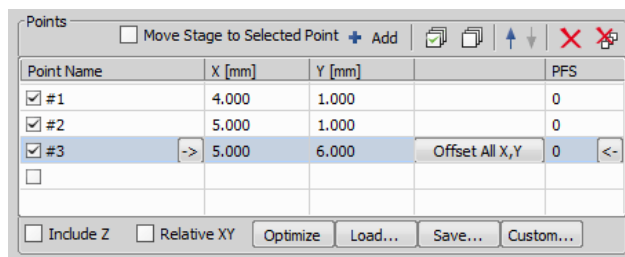 Points
Move Stage to Selected Point Add
Point Name X [mm] Y [mm] PFS
#1 4.000 1.000 0
#2 5.000 1.000 0
#3 -> 5.000 6.000 Offset All X,Y 0 <-
Include Z Relative XY Optimize Load... Save... Custom...